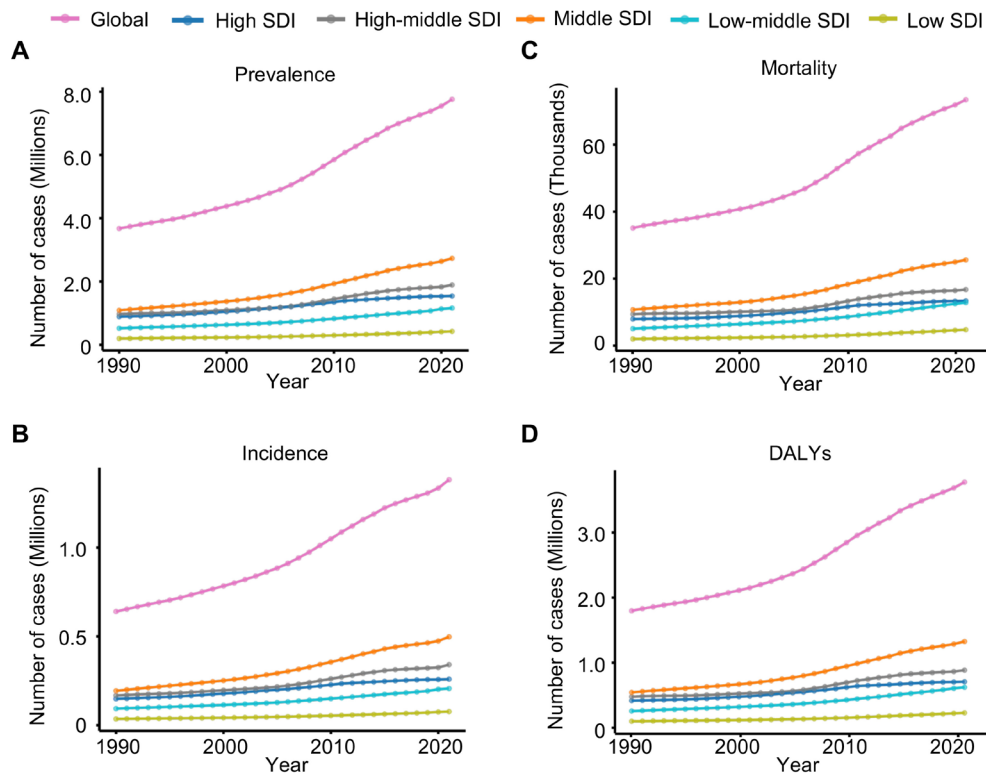 Global High SDI High-middle SDI Middle SDI Low-middle SDI Low SDI
A
Prevalence
Number of cases (Millions)
8.0
6.0
4.0
2.0
0
1990 2000 2010 2020
Year
C
Mortality
Number of cases (Thousands)
60
40
20
0
1990 2000 2010 2020
Year
B
Incidence
Number of cases (Millions)
1.0
0.5
0
1990 2000 2010 2020
Year
D
DALYs
Number of cases (Millions)
3.0
2.0
1.0
0
1990 2000 2010 2020
Year